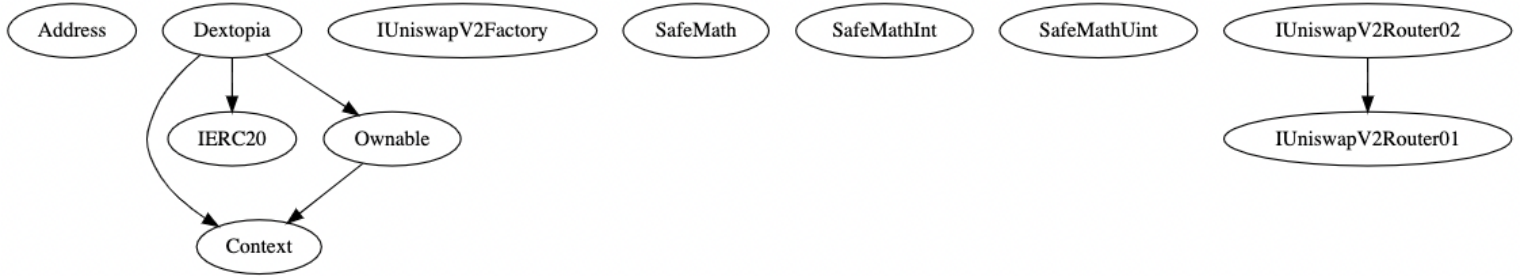 Address
Dextopia
IUniswapV2Factory
SafeMath
SafeMathInt
SafeMathUint
IUniswapV2Router02
IERC20
Ownable
IUniswapV2Router01
Context